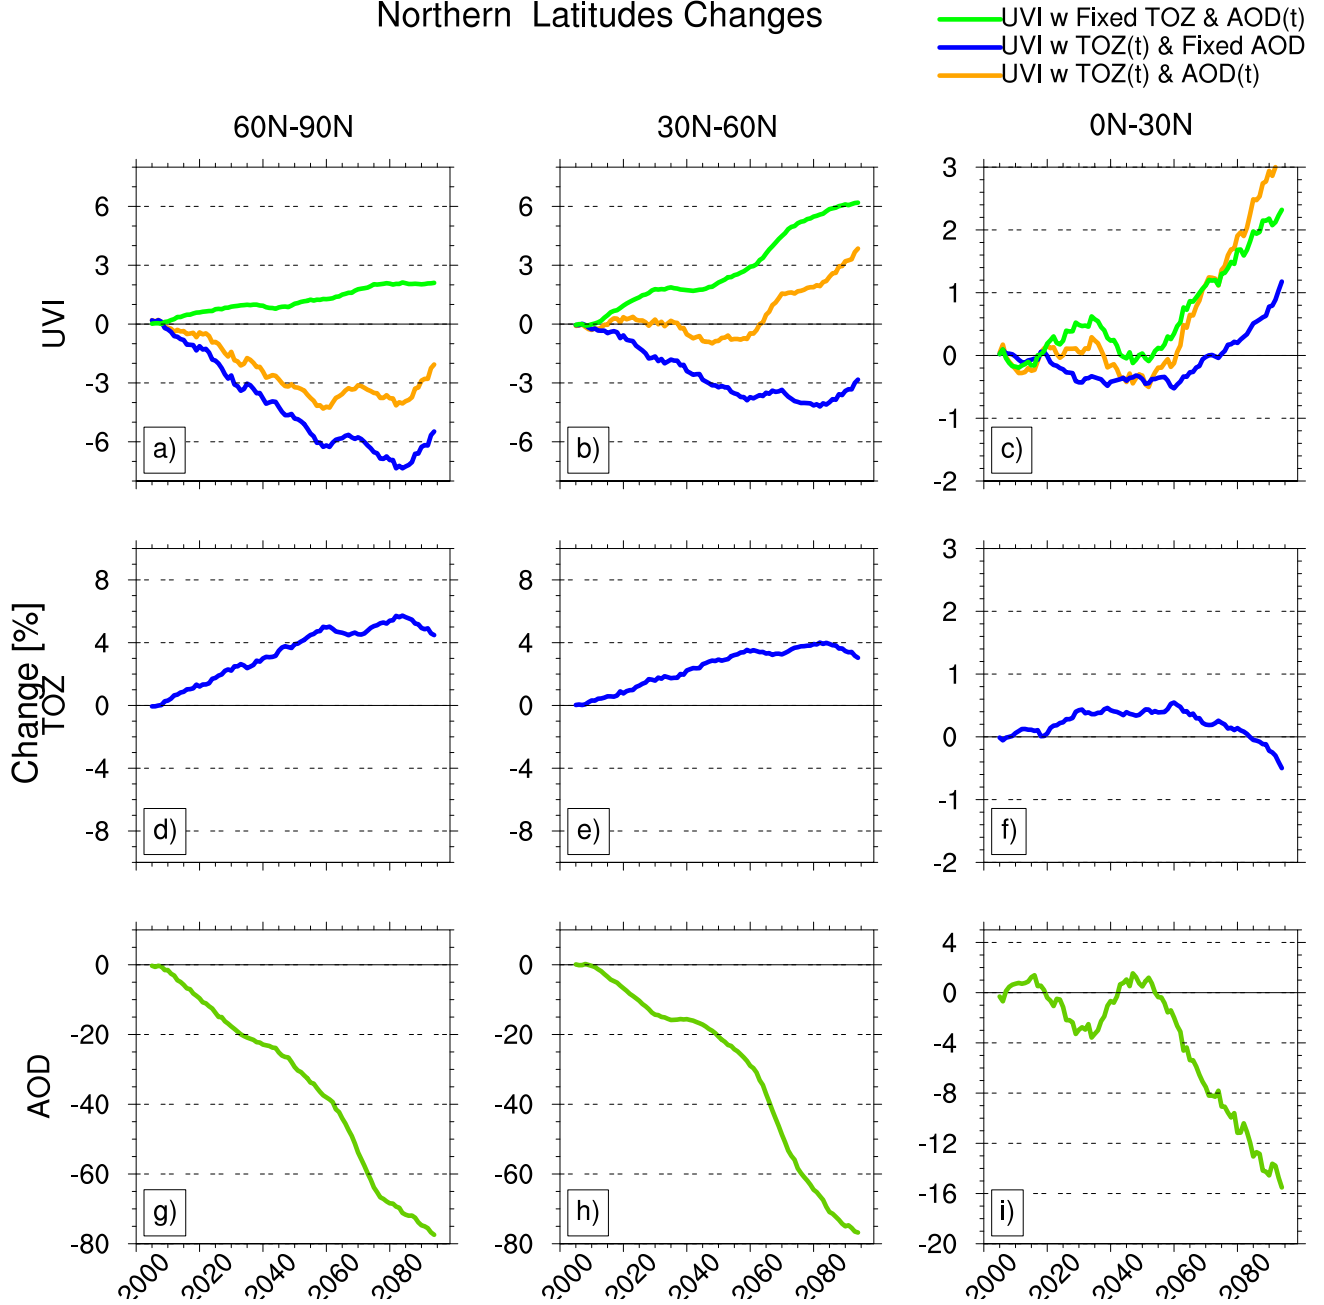 Northern Latitudes Changes
UVI w Fixed TOZ & AOD(t)
UVI w TOZ(t) & Fixed AOD
UVI w TOZ(t) & AOD(t)
60N-90N
30N-60N
0N-30N
Change [%]
UVI
6
3
0
-3
-6
a)
6
3
0
-3
-6
b)
3
2
1
0
-1
-2
c)
TOZ
8
4
0
-4
-8
d)
8
4
0
-4
-8
e)
3
2
1
0
-1
-2
f)
AOD
0
-20
-40
-60
-80
g)
0
-20
-40
-60
-80
h)
4
0
-4
-8
-12
-16
-20
i)
2000 2020 2040 2060 2080
2000 2020 2040 2060 2080
2000 2020 2040 2060 2080